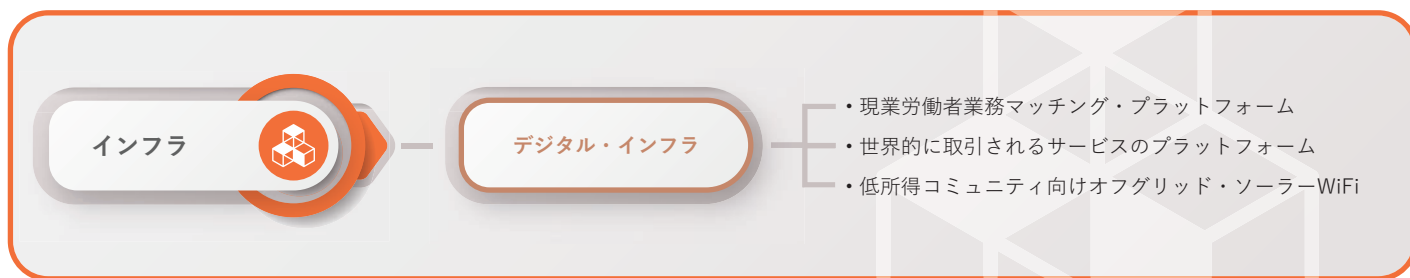 インフラ
デジタル・インフラ
・現業労働者業務マッチング・プラットフォーム
・世界的に取引されるサービスのプラットフォーム
・低所得コミュニティ向けオフグリッド・ソーラーWiFi